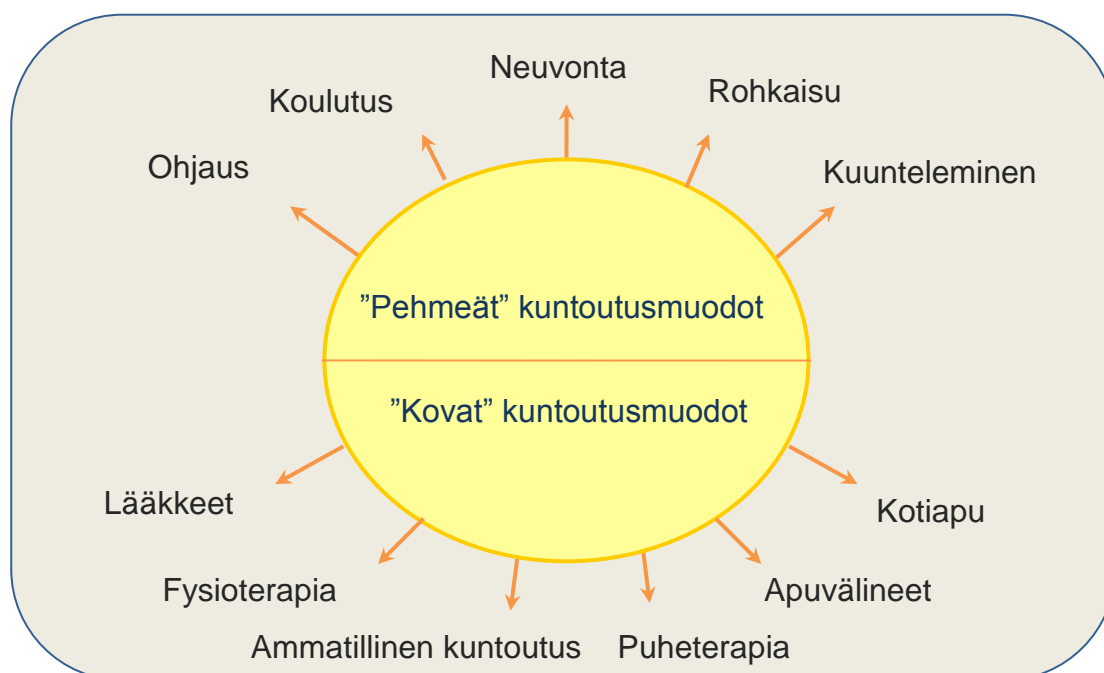 Neuvonta
Koulutus
Rohkaisu
Ohjaus
Kuunteleminen
”Pehmeät” kuntoutusmuodot
”Kovat” kuntoutusmuodot
Lääkkeet
Kotiapu
Fysioterapia
Apuvälineet
Ammatillinen kuntoutus
Puheterapia